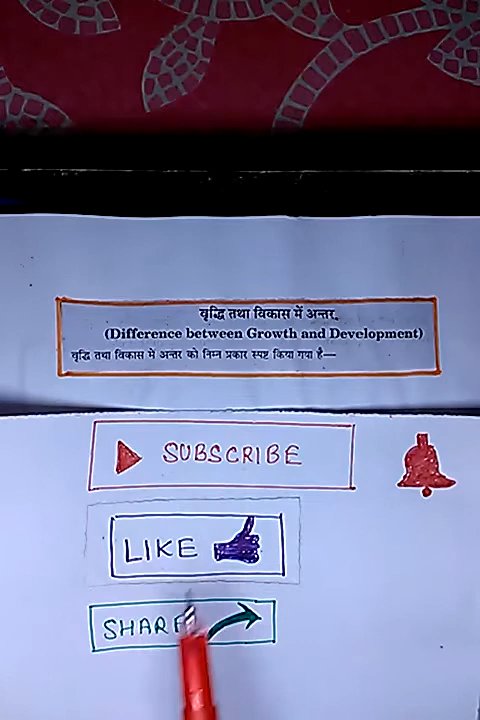 वृद्धि तथा विकास में अन्तर
(Difference between Growth and Development)
वृद्धि तथा विकास में अन्तर को निम्न प्रकार स्पष्ट किया गया है—
SUBSCRIBE
LIKE
SHARE